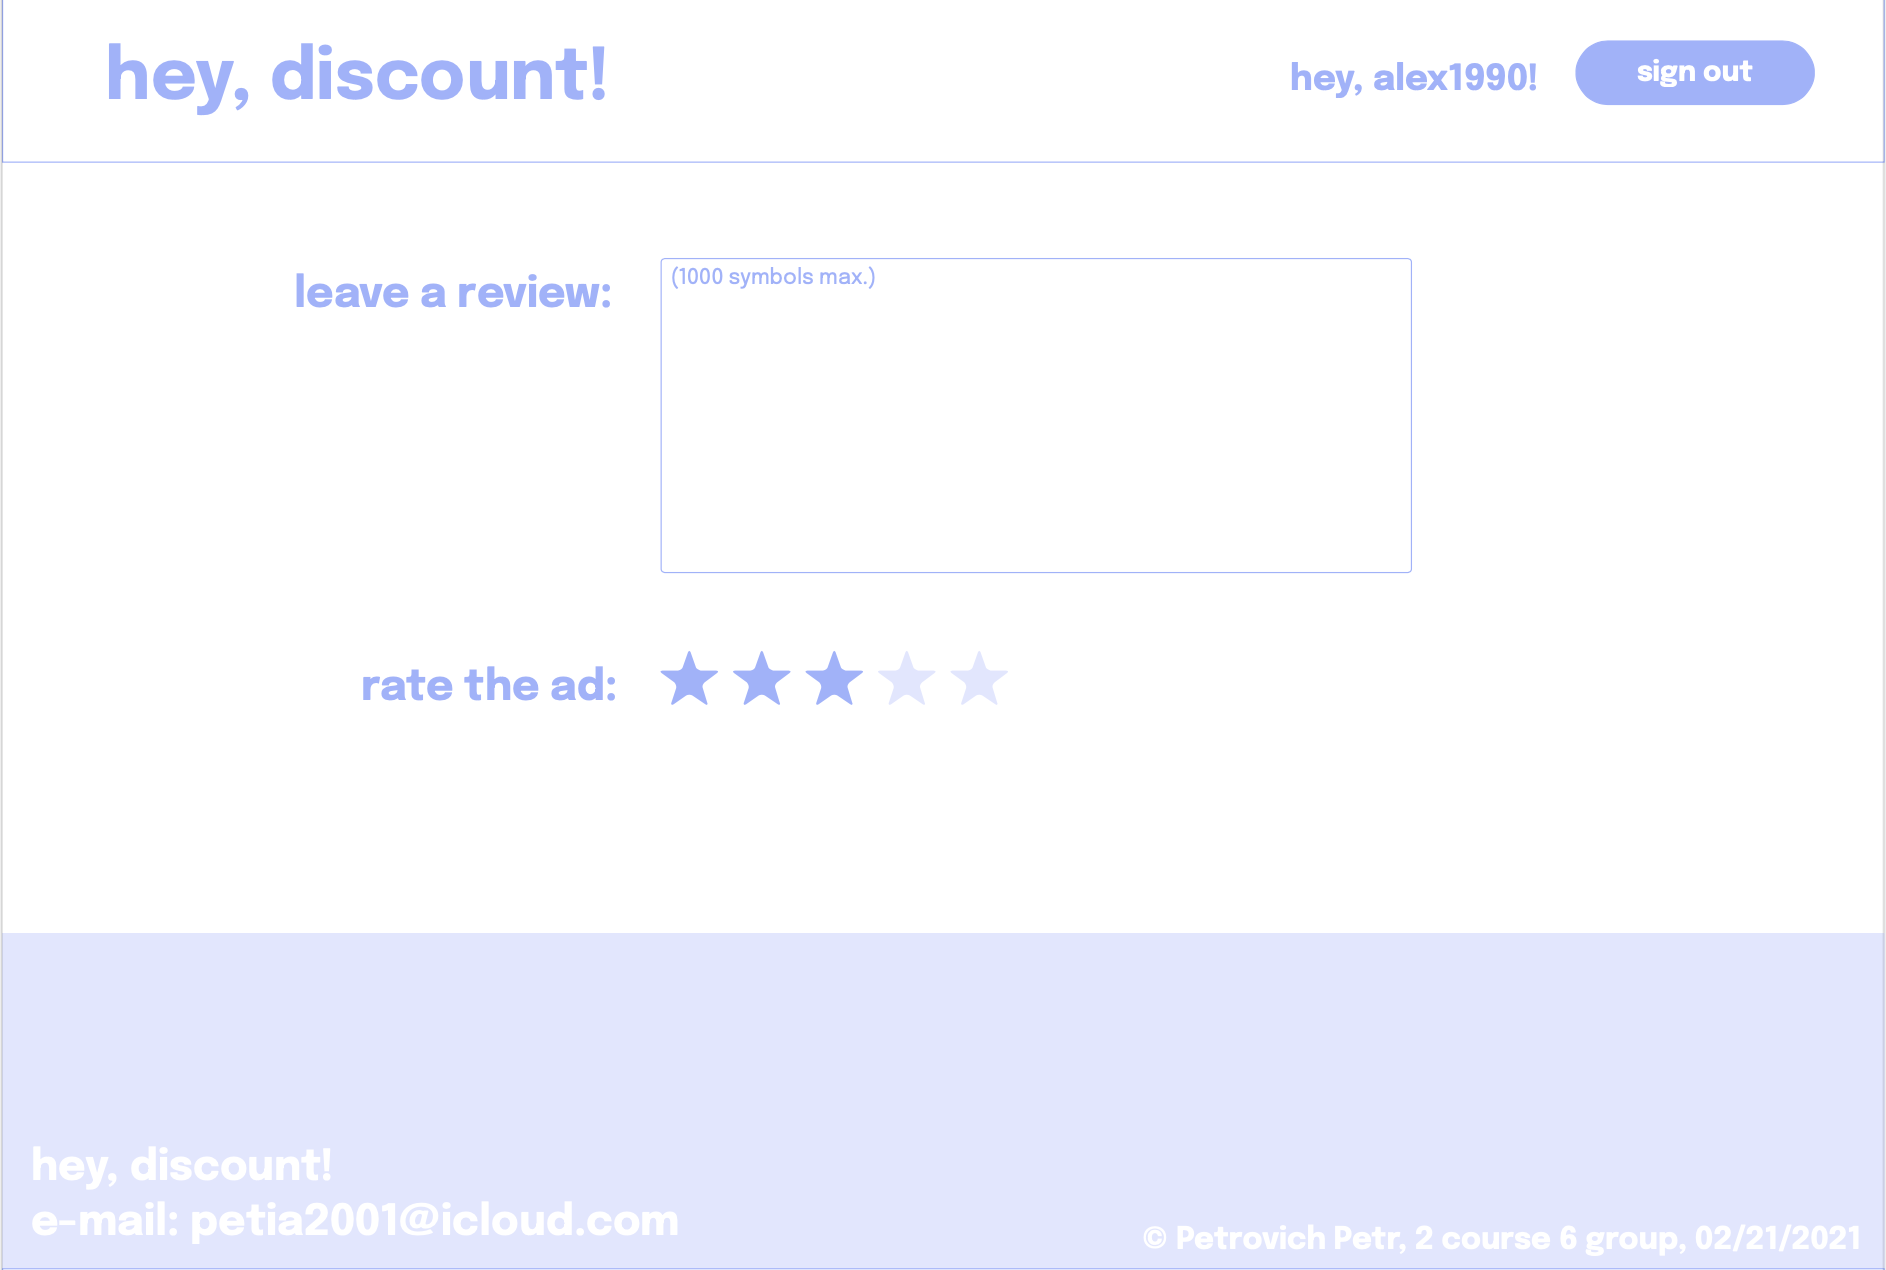 hey, discount!
hey, alex1990!
sign out
leave a review:
(1000 symbols max.)
rate the ad:
hey, discount!
e-mail: petia2001@icloud.com
© Petrovich Petr, 2 course 6 group, 02/21/2021